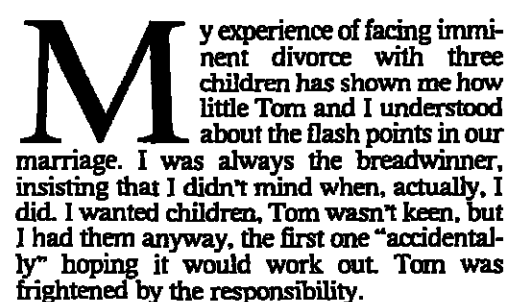 My experience of facing immi-
nent divorce with three
children has shown me how
little Tom and I understood
about the flash points in our
marriage. I was always the breadwinner,
insisting that I didn't mind when, actually, I
did. I wanted children, Tom wasn't keen, but
I had them anyway, the first one "accidental-
ly" hoping it would work out. Tom was
frightened by the responsibility.